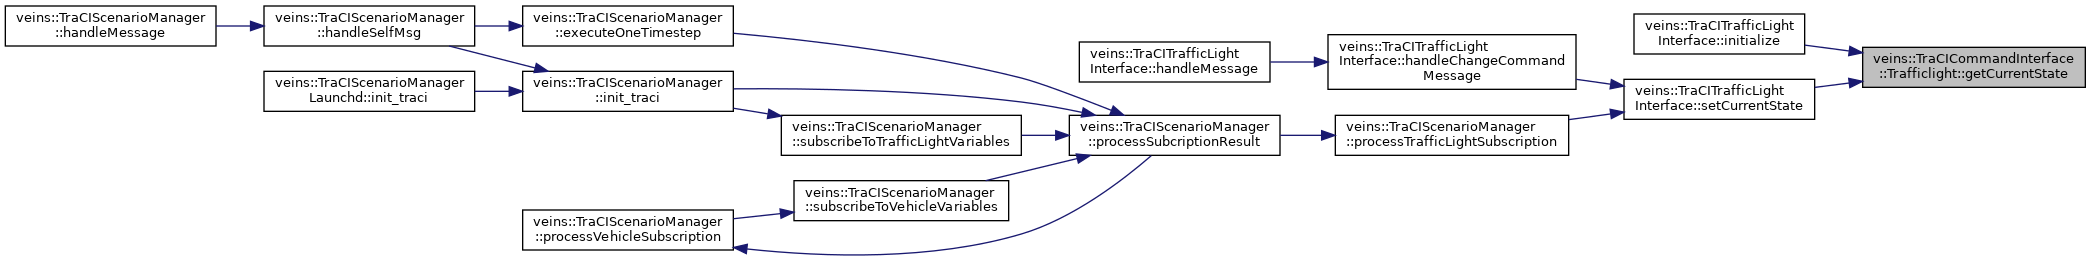 veins::TraCIScenarioManager
::handleMessage
veins::TraCIScenarioManager
::handleSelfMsg
veins::TraCIScenarioManager
::executeOneTimestep
veins::TraCIScenarioManager
Launchd::init_traci
veins::TraCIScenarioManager
::init_traci
veins::TraCIScenarioManager
::subscribeToTrafficLightVariables
veins::TraCIScenarioManager
::subscribeToVehicleVariables
veins::TraCIScenarioManager
::processVehicleSubscription
veins::TraCITrafficLight
Interface::handleMessage
veins::TraCIScenarioManager
::processSubcriptionResult
veins::TraCITrafficLight
Interface::handleChangeCommand
Message
veins::TraCIScenarioManager
::processTrafficLightSubscription
veins::TraCITrafficLight
Interface::initialize
veins::TraCITrafficLight
Interface::setCurrentState
veins::TraCICommandInterface
::Trafficlight::getCurrentState